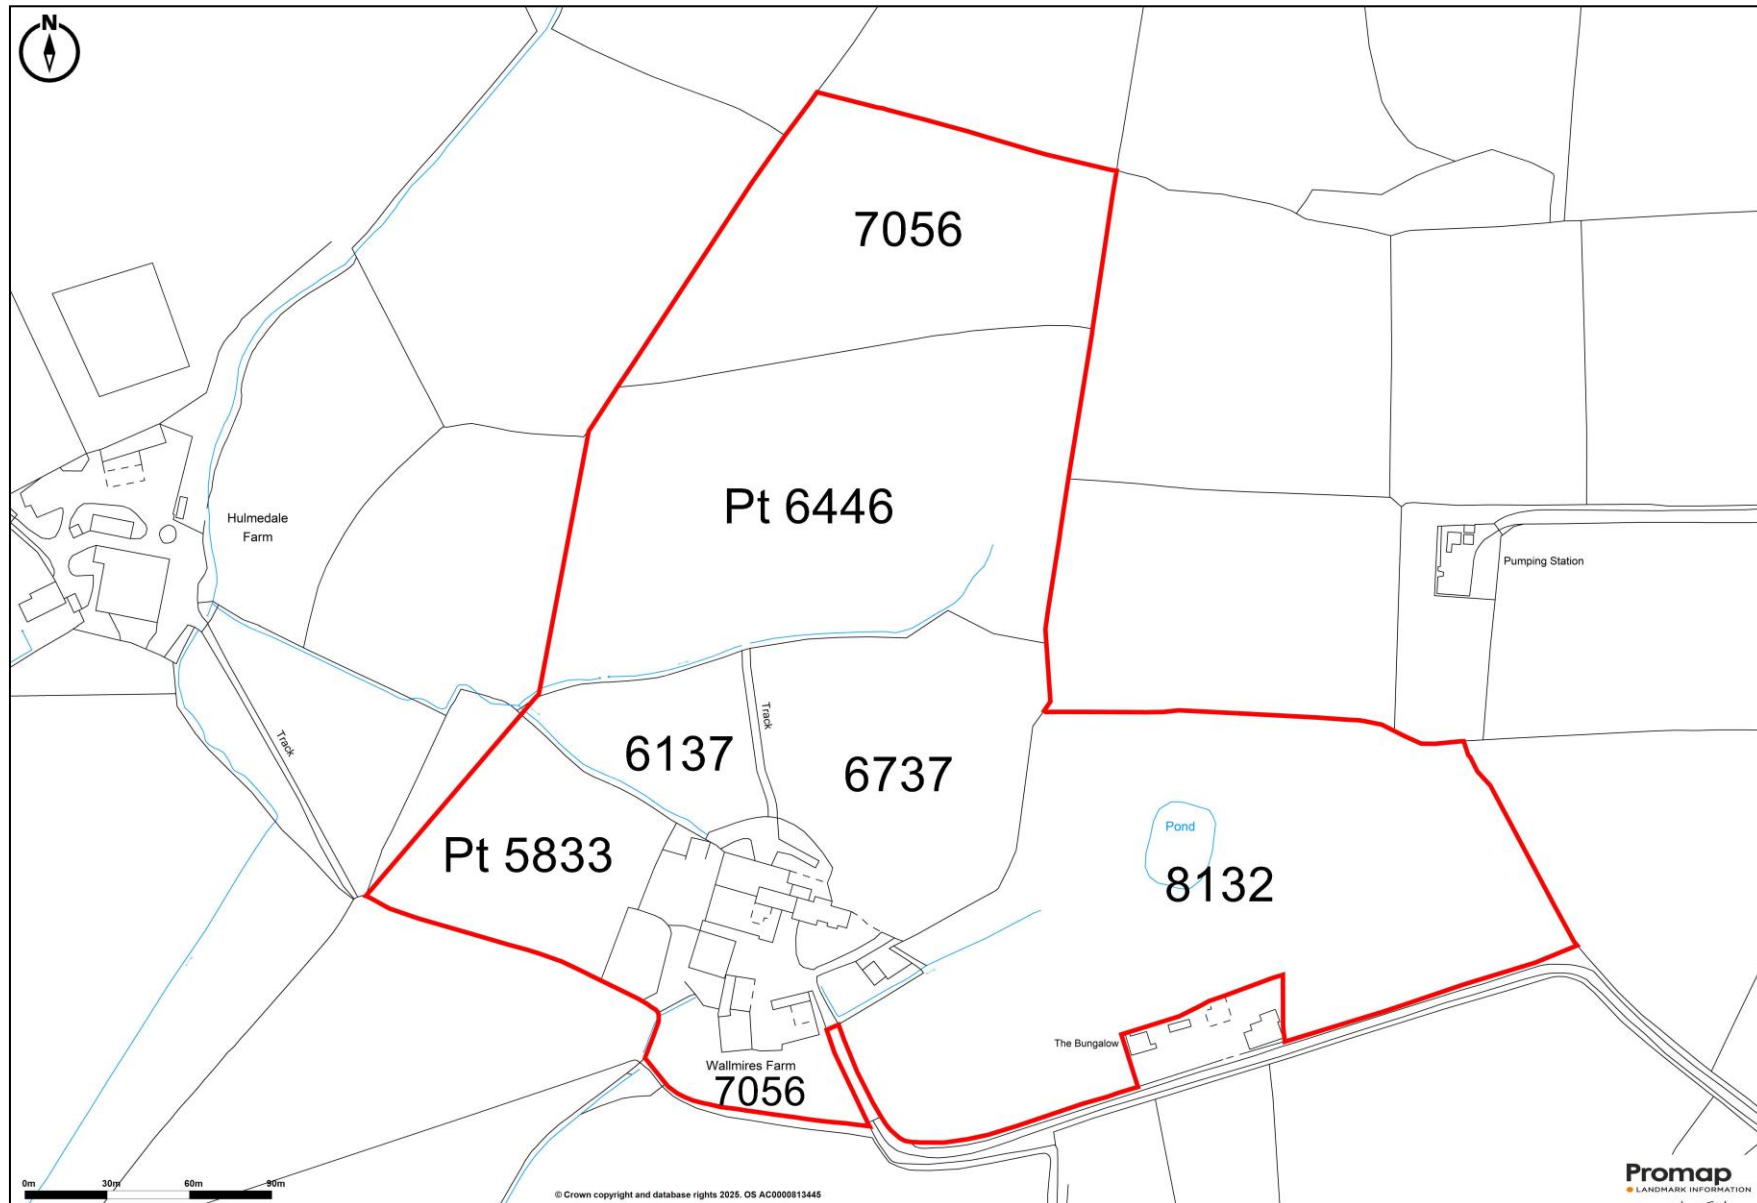 N
7056
Pt 6446
Hulmedale
Farm
Pumping Station
Track
Track
6137
6737
Pt 5833
Pond
8132
The Bungalow
Wallmires Farm
7056
0m 30m 60m 90m
© Crown copyright and database rights 2025. OS AC0000813445
Promap
LANDMARK INFORMATION